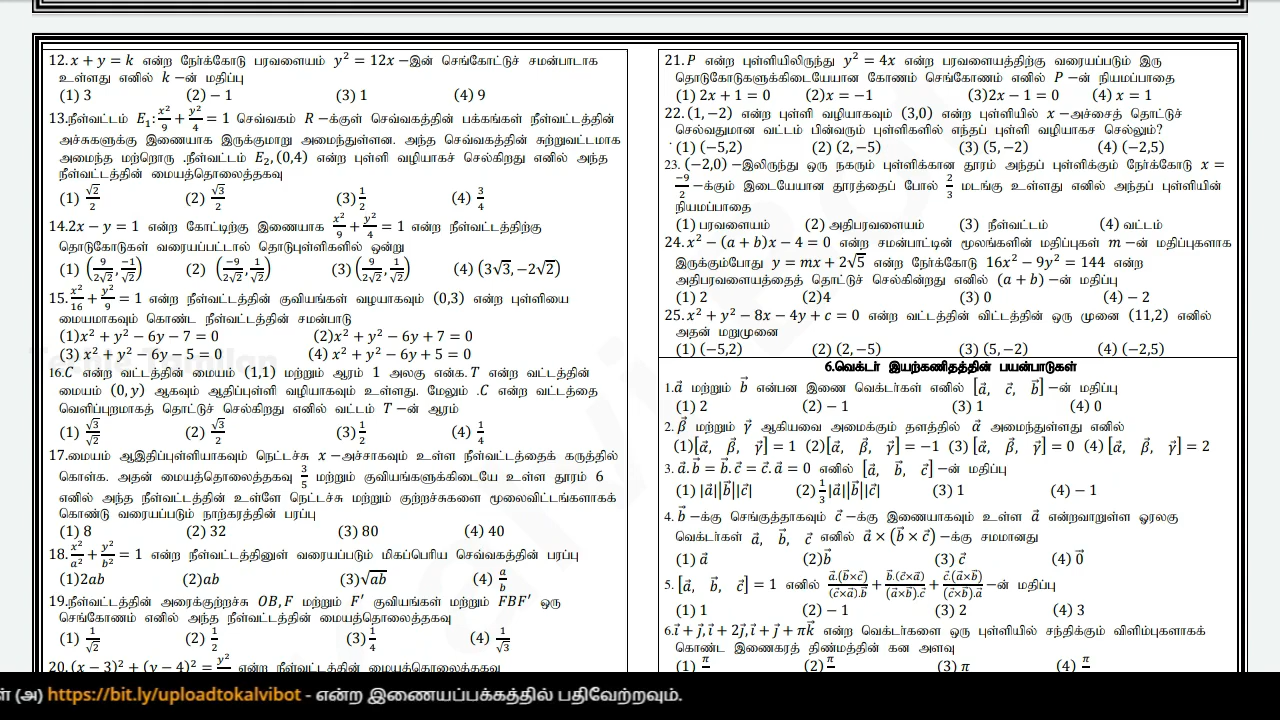 12. x + y = k என்ற நேர்க்கோடு பரவளையம் y² = 12x −இன் செங்கோட்டுச் சமன்பாடாக
உள்ளது எனில் k −ன் மதிப்பு
(1) 3 (2) − 1 (3) 1 (4) 9
13.நீள்வட்டம் E₁: x²/9 + y²/4 = 1 செவ்வகம் R −க்குள் செவ்வகத்தின் பக்கங்கள் நீள்வட்டத்தின்
அச்சுகளுக்கு இணையாக இருக்குமாறு அமைந்துள்ளன. அந்த செவ்வகத்தின் சுற்றுவட்டமாக
அமைந்த மற்றொரு .நீள்வட்டம் E₂, (0,4) என்ற புள்ளி வழியாகச் செல்கிறது எனில் அந்த
நீள்வட்டத்தின் மையத்தொலைத்தகவு
(1) √2/2 (2) √3/2 (3) 1/2 (4) 3/4
14.2x − y = 1 என்ற கோட்டிற்கு இணையாக x²/9 + y²/4 = 1 என்ற நீள்வட்டத்திற்கு
தொடுகோடுகள் வரையப்பட்டால் தொடுபுள்ளிகளில் ஒன்று
(1) (9/2√2, −1/√2) (2) (−9/2√2, 1/√2) (3) (9/2√2, 1/√2) (4) (3√3, −2√2)
15. x²/16 + y²/9 = 1 என்ற நீள்வட்டத்தின் குவியங்கள் வழயாகவும் (0,3) என்ற புள்ளியை
மையமாகவும் கொண்ட நீள்வட்டத்தின் சமன்பாடு
(1)x² + y² − 6y − 7 = 0 (2)x² + y² − 6y + 7 = 0
(3) x² + y² − 6y − 5 = 0 (4) x² + y² − 6y + 5 = 0
16.C என்ற வட்டத்தின் மையம் (1,1) மற்றும் ஆரம் 1 அலகு என்க. T என்ற வட்டத்தின்
மையம் (0, y) ஆகவும் ஆதிப்புள்ளி வழியாகவும் உள்ளது. மேலும் .C என்ற வட்டத்தை
வெளிப்புறமாகத் தொட்டுச் செல்கிறது எனில் வட்டம் T −ன் ஆரம்
(1) √3/√2 (2) √3/2 (3) 1/2 (4) 1/4
17.மையம் ஆஇதிப்புள்ளியாகவும் நெட்டச்சு x −அச்சாகவும் உள்ள நீள்வட்டத்தைக் கருத்தில்
கொள்க. அதன் மையத்தொலைத்தகவு 3/5 மற்றும் குவியங்களுக்கிடையே உள்ள தூரம் 6
எனில் அந்த நீள்வட்டத்தின் உள்ளே நெட்டச்சு மற்றும் குற்றச்சுகளை மூலைவிட்டங்களாகக்
கொண்டு வரையப்படும் நாற்கரத்தின் பரப்பு
(1) 8 (2) 32 (3) 80 (4) 40
18. x²/a² + y²/b² = 1 என்ற நீள்வட்டத்தினுள் வரையப்படும் மிகப்பெரிய செவ்வகத்தின் பரப்பு
(1)2ab (2)ab (3)√ab (4) a/b
19.நீள்வட்டத்தின் அரைக்குற்றச்சு OB, F மற்றும் F′ குவியங்கள் மற்றும் FBF′ ஒரு
செங்கோணம் எனில் அந்த நீள்வட்டத்தின் மையத்தொலைத்தகவு
(1) 1/√2 (2) 1/2 (3) 1/4 (4) 1/√3
20. (x − 3)² + (y − 4)² = y² என்ற நீள்வட்டத்தின் மையத்தொலைத்தகவு
21. P என்ற புள்ளியிலிருந்து y² = 4x என்ற பரவளையத்திற்கு வரையப்படும் இரு
தொடுகோடுகளுக்கிடையேயான கோணம் செங்கோணம் எனில் P −ன் நியமப்பாதை
(1) 2x + 1 = 0 (2)x = −1 (3)2x − 1 = 0 (4) x = 1
22. (1, −2) என்ற புள்ளி வழியாகவும் (3,0) என்ற புள்ளியில் x −அச்சைத் தொட்டுச்
செல்வதுமான வட்டம் பின்வரும் புள்ளிகளில் எந்தப் புள்ளி வழியாகச் செல்லும்?
(1) (−5,2) (2) (2, −5) (3) (5, −2) (4) (−2,5)
23. (−2,0) −இலிருந்து ஒரு நகரும் புள்ளிக்கான தூரம் அந்தப் புள்ளிக்கும் நேர்க்கோடு x =
−9/2 −க்கும் இடையேயான தூரத்தைப் போல் 2/3 மடங்கு உள்ளது எனில் அந்தப் புள்ளியின்
நியமப்பாதை
(1) பரவளையம் (2) அதிபரவளையம் (3) நீள்வட்டம் (4) வட்டம்
24. x² − (a + b)x − 4 = 0 என்ற சமன்பாட்டின் மூலங்களின் மதிப்புகள் m −ன் மதிப்புகளாக
இருக்கும்போது y = mx + 2√5 என்ற நேர்க்கோடு 16x² − 9y² = 144 என்ற
அதிபரவளையத்தைத் தொட்டுச் செல்கின்றது எனில் (a + b) −ன் மதிப்பு
(1) 2 (2)4 (3) 0 (4) − 2
25. x² + y² − 8x − 4y + c = 0 என்ற வட்டத்தின் விட்டத்தின் ஒரு முனை (11,2) எனில்
அதன் மறுமுனை
(1) (−5,2) (2) (2, −5) (3) (5, −2) (4) (−2,5)
6.வெக்டர் இயற்கணிதத்தின் பயன்பாடுகள்
1.a⃗ மற்றும் b⃗ என்பன இணை வெக்டர்கள் எனில் [a⃗, c⃗, b⃗] −ன் மதிப்பு
(1) 2 (2) − 1 (3) 1 (4) 0
2. β⃗ மற்றும் γ⃗ ஆகியவை அமைக்கும் தளத்தில் α⃗ அமைந்துள்ளது எனில்
(1)[α⃗, β⃗, γ⃗] = 1 (2)[α⃗, β⃗, γ⃗] = −1 (3) [α⃗, β⃗, γ⃗] = 0 (4) [α⃗, β⃗, γ⃗] = 2
3. a⃗. b⃗ = b⃗. c⃗ = c⃗. a⃗ = 0 எனில் [a⃗, b⃗, c⃗] −ன் மதிப்பு
(1) |a⃗||b⃗||c⃗| (2) 1/3 |a⃗||b⃗||c⃗| (3) 1 (4) − 1
4. b⃗ −க்கு செங்குத்தாகவும் c⃗ −க்கு இணையாகவும் உள்ள a⃗ என்றவாறுள்ள ஓரலகு
வெக்டர்கள் a⃗, b⃗, c⃗ எனில் a⃗ × (b⃗ × c⃗) −க்கு சமமானது
(1) a⃗ (2)b⃗ (3) c⃗ (4) 0⃗
5. [a⃗, b⃗, c⃗] = 1 எனில் a⃗.(b⃗×c⃗)/(c⃗×a⃗).b⃗ + b⃗.(c⃗×a⃗)/(a⃗×b⃗).c⃗ + c⃗.(a⃗×b⃗)/(c⃗×b⃗).a⃗ −ன் மதிப்பு
(1) 1 (2) − 1 (3) 2 (4) 3
6.i⃗ + j⃗, i⃗ + 2j⃗, i⃗ + j⃗ + πk⃗ என்ற வெக்டர்களை ஒரு புள்ளியில் சந்திக்கும் விளிம்புகளாகக்
கொண்ட இணைகரத் திண்மத்தின் கன அளவு
(1) π (2) π (3) π (4) π
ள் (அ) https://bit.ly/uploadtokalvibot - என்ற இணையப்பக்கத்தில் பதிவேற்றவும்.